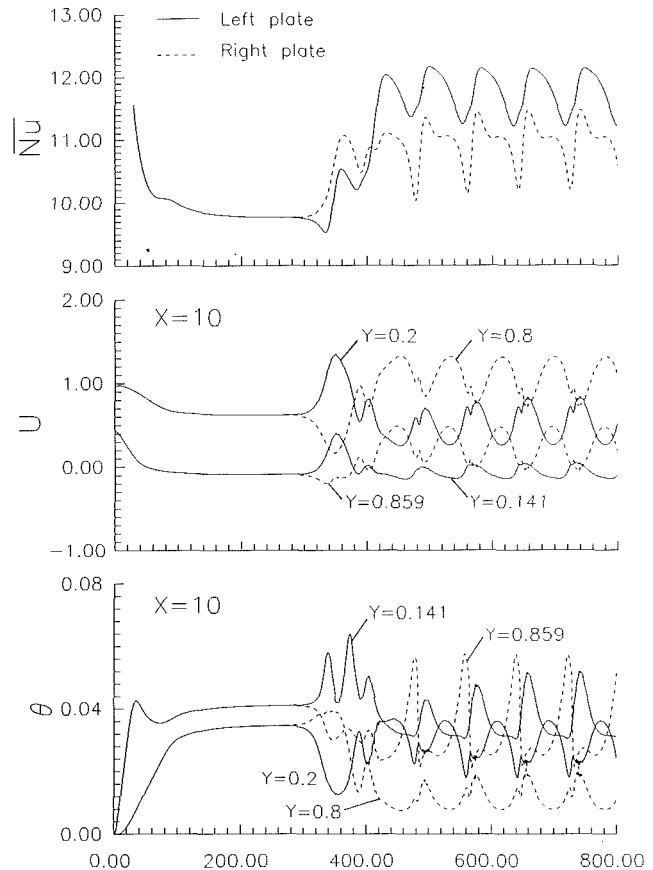 13.00
Left plate
Right plate
12.00
Nu
11.00
10.00
9.00
2.00
X=10
Y=0.2
Y=0.8
1.00
U
0.00
Y=0.859
Y=0.141
-1.00
0.08
X=10
Y=0.141
Y=0.859
θ
0.04
Y=0.2
Y=0.8
0.00
0.00
200.00
400.00
600.00
800.00